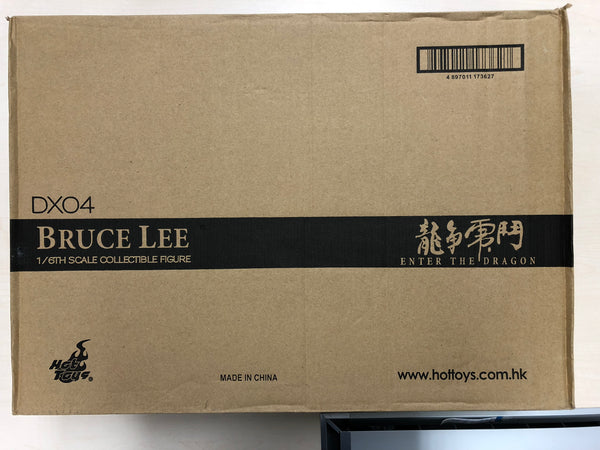 4 897011 173627
DX04
BRUCE LEE
1/6TH SCALE COLLECTIBLE FIGURE
龍爭虎鬥
ENTER THE DRAGON
Hot
Toys®
MADE IN CHINA
www.hottoys.com.hk